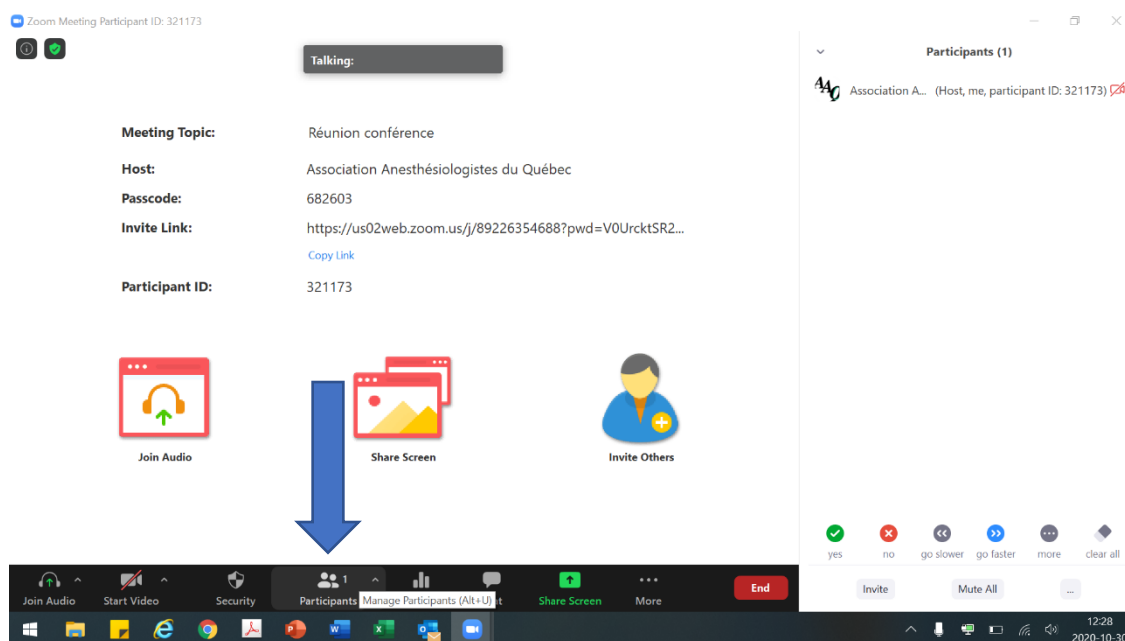 Zoom Meeting Participant ID: 321173
Talking:
Meeting Topic: Réunion conférence
Host: Association Anesthésiologistes du Québec
Passcode: 682603
Invite Link: https://us02web.zoom.us/j/89226354688?pwd=V0UrcktSR2...
Copy Link
Participant ID: 321173
Join Audio Share Screen Invite Others
Participants (1)
AAQ Association A... (Host, me, participant ID: 321173)
yes no go slower go faster more clear all
Invite Mute All ...
1
Join Audio Start Video Security Participants Manage Participants (Alt+U) t Share Screen More End
12:28
2020-10-30